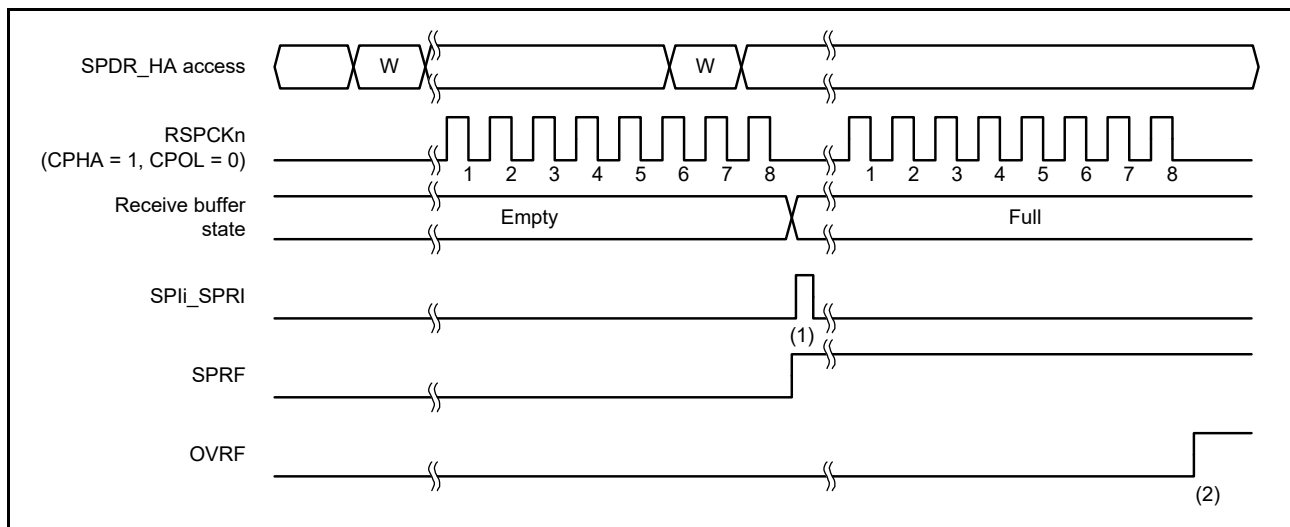 SPDR_HA access
W
W
RSPCKn
(CPHA = 1, CPOL = 0)
1 2 3 4 5 6 7 8
1 2 3 4 5 6 7 8
Receive buffer
state
Empty
Full
SPIi_SPRI
(1)
SPRF
OVRF
(2)